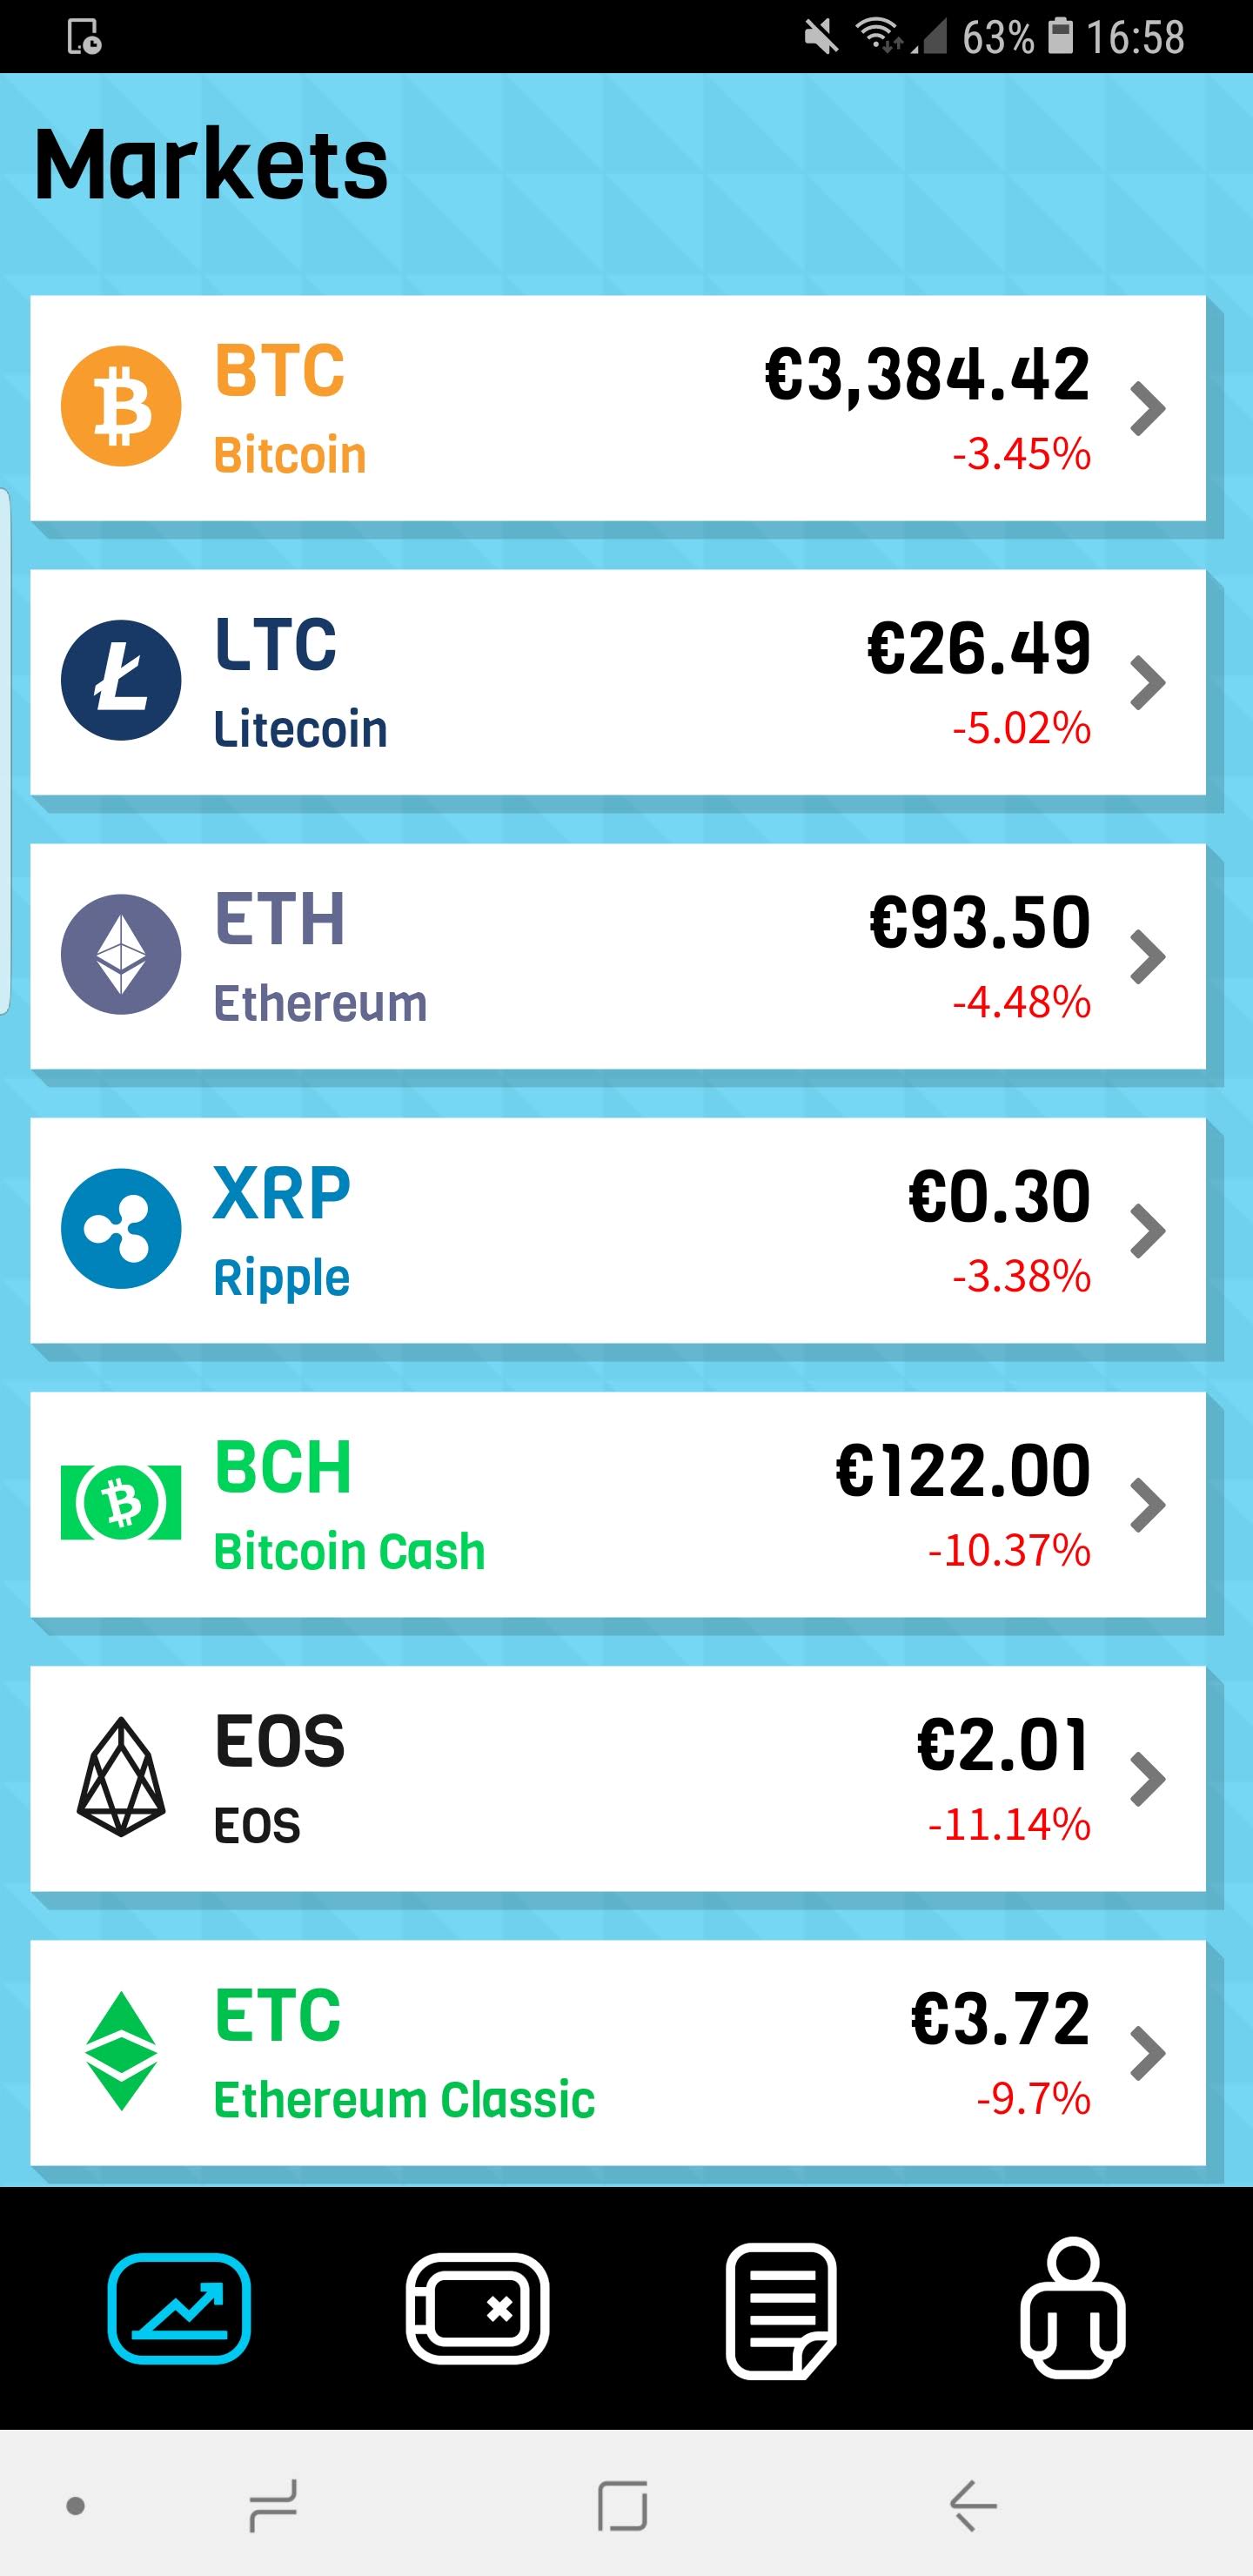 63% 16:58
Markets
BTC
€3,384.42
Bitcoin
-3.45%
LTC
€26.49
Litecoin
-5.02%
ETH
€93.50
Ethereum
-4.48%
XRP
€0.30
Ripple
-3.38%
BCH
€122.00
Bitcoin Cash
-10.37%
EOS
€2.01
EOS
-11.14%
ETC
€3.72
Ethereum Classic
-9.7%